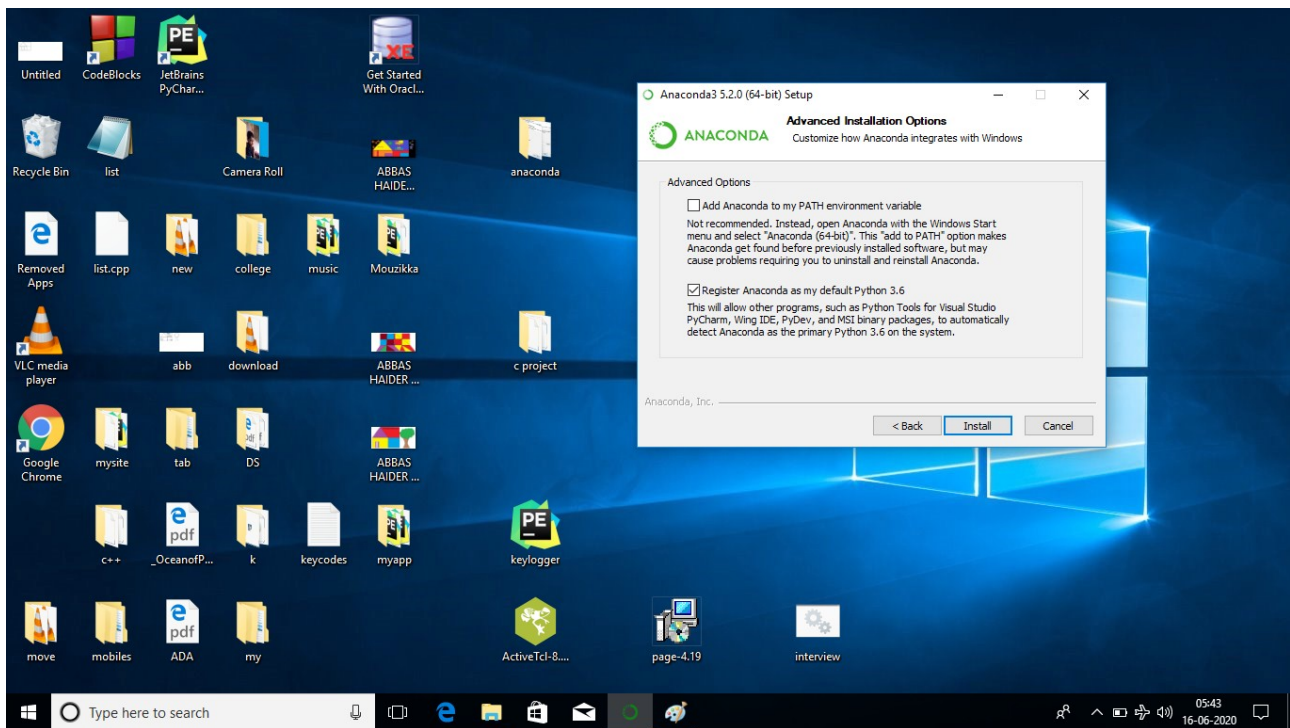 Untitled
CodeBlocks
JetBrains
PyChar...
Get Started
With Oracl...
Recycle Bin
list
Camera Roll
ABBAS
HAIDE...
anaconda
Removed
Apps
list.cpp
new
college
music
Mouzikka
VLC media
player
abb
download
ABBAS
HAIDER ...
c project
Google
Chrome
mysite
tab
DS
ABBAS
HAIDER ...
c++
_OceanofP...
k
keycodes
myapp
keylogger
move
mobiles
ADA
my
ActiveTcl-8....
page-4.19
interview
PE
XE
PE
pdf
pdf
Anaconda3 5.2.0 (64-bit) Setup
ANACONDA
Advanced Installation Options
Customize how Anaconda integrates with Windows
Advanced Options
Add Anaconda to my PATH environment variable
Not recommended. Instead, open Anaconda with the Windows Start
menu and select "Anaconda (64-bit)". This "add to PATH" option makes
Anaconda get found before previously installed software, but may
cause problems requiring you to uninstall and reinstall Anaconda.
Register Anaconda as my default Python 3.6
This will allow other programs, such as Python Tools for Visual Studio
PyCharm, Wing IDE, PyDev, and MSI binary packages, to automatically
detect Anaconda as the primary Python 3.6 on the system.
Anaconda, Inc.
< Back
Install
Cancel
Type here to search
05:43
16-06-2020